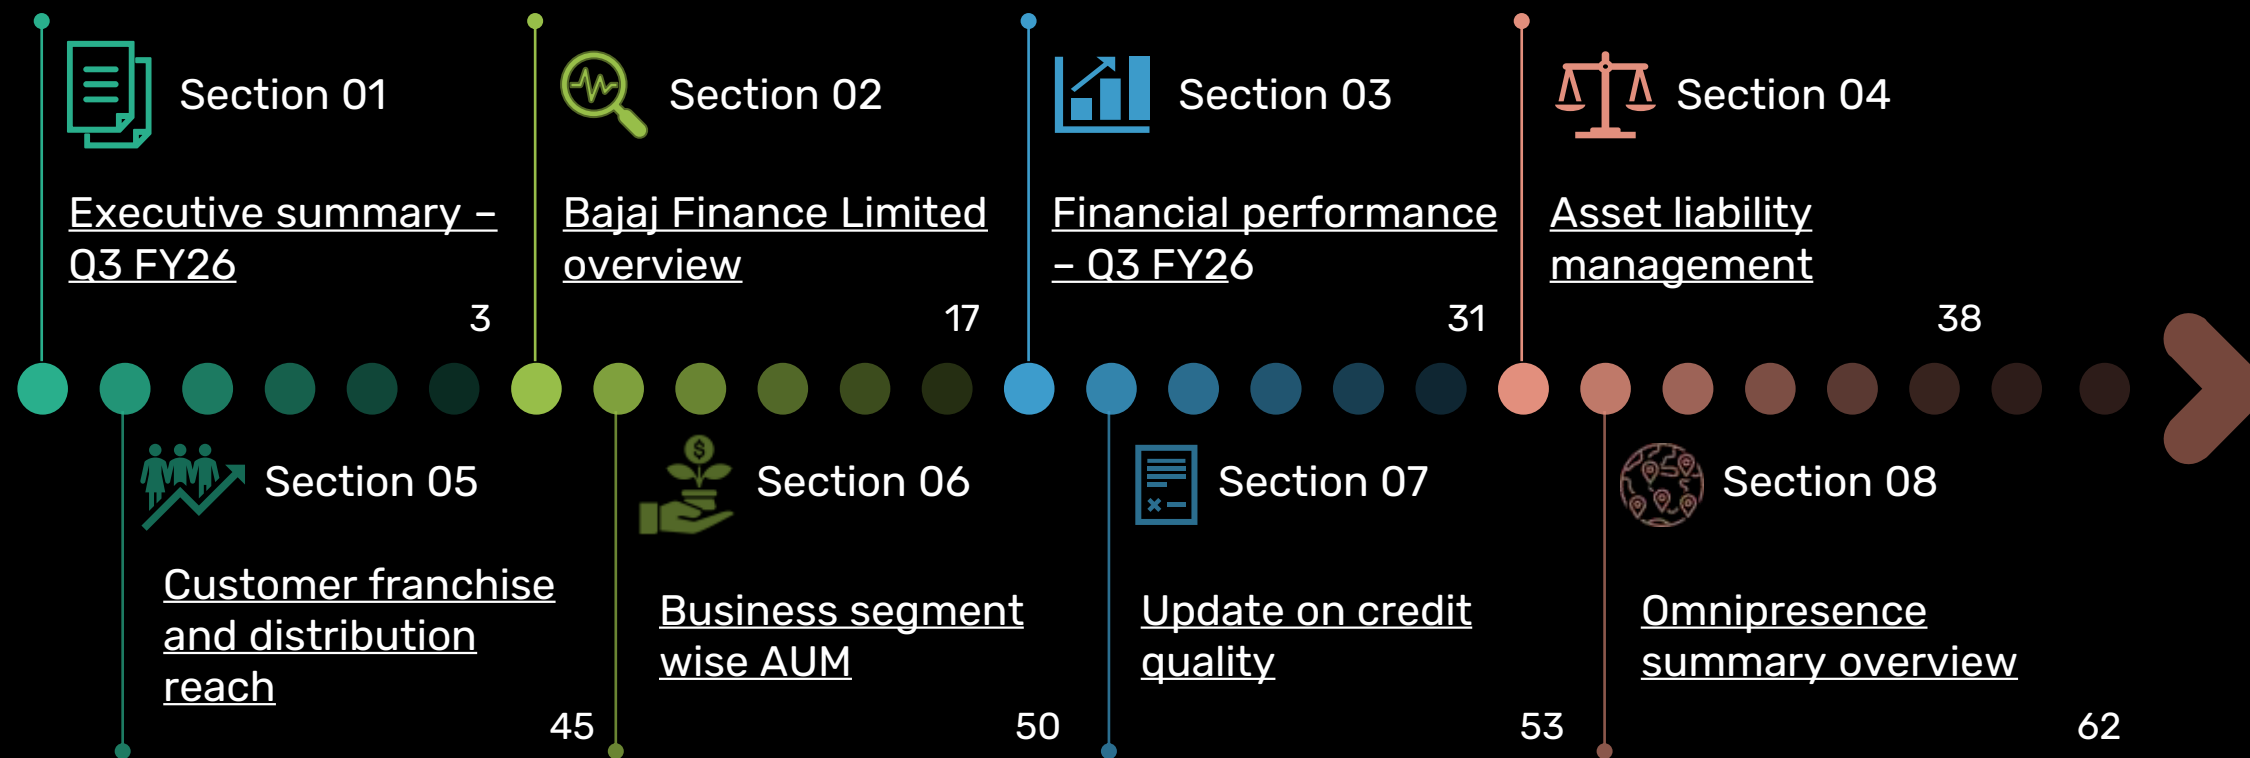 Section 01
Executive summary –
Q3 FY26
3
Section 02
Bajaj Finance Limited
overview
17
Section 03
Financial performance
– Q3 FY26
31
Section 04
Asset liability
management
38
Section 05
Customer franchise
and distribution
reach
45
Section 06
Business segment
wise AUM
50
Section 07
Update on credit
quality
53
Section 08
Omnipresence
summary overview
62